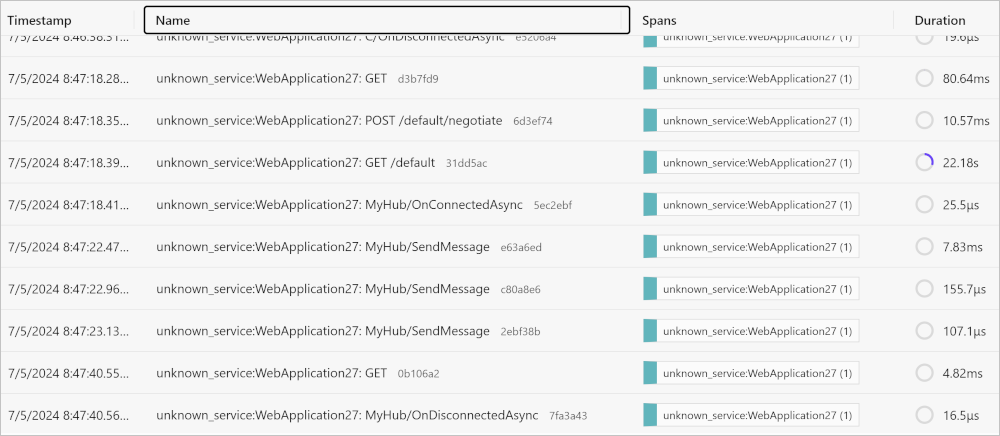 Timestamp Name Spans Duration
7/5/2024 8:46:58.31... unknown_service:WebApplication27: C/OnDisconnectedAsync e5206a4 unknown_service:WebApplication27 (1) 19.6µs
7/5/2024 8:47:18.28... unknown_service:WebApplication27: GET d3b7fd9 unknown_service:WebApplication27 (1) 80.64ms
7/5/2024 8:47:18.35... unknown_service:WebApplication27: POST /default/negotiate 6d3ef74 unknown_service:WebApplication27 (1) 10.57ms
7/5/2024 8:47:18.39... unknown_service:WebApplication27: GET /default 31dd5ac unknown_service:WebApplication27 (1) 22.18s
7/5/2024 8:47:18.41... unknown_service:WebApplication27: MyHub/OnConnectedAsync 5ec2ebf unknown_service:WebApplication27 (1) 25.5µs
7/5/2024 8:47:22.47... unknown_service:WebApplication27: MyHub/SendMessage e63a6ed unknown_service:WebApplication27 (1) 7.83ms
7/5/2024 8:47:22.96... unknown_service:WebApplication27: MyHub/SendMessage c80a8e6 unknown_service:WebApplication27 (1) 155.7µs
7/5/2024 8:47:23.13... unknown_service:WebApplication27: MyHub/SendMessage 2ebf38b unknown_service:WebApplication27 (1) 107.1µs
7/5/2024 8:47:40.55... unknown_service:WebApplication27: GET 0b106a2 unknown_service:WebApplication27 (1) 4.82ms
7/5/2024 8:47:40.56... unknown_service:WebApplication27: MyHub/OnDisconnectedAsync 7fa3a43 unknown_service:WebApplication27 (1) 16.5µs